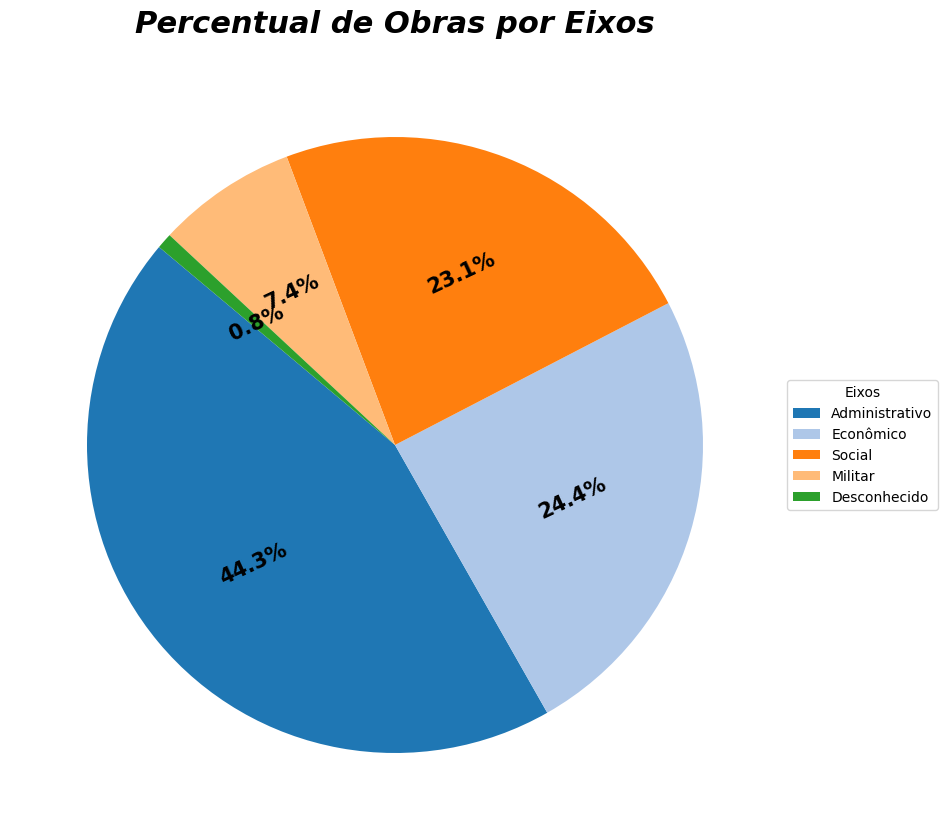 Percentual de Obras por Eixos
23.1%
7.4%
0.8%
24.4%
44.3%
Eixos
Administrativo
Econômico
Social
Militar
Desconhecido